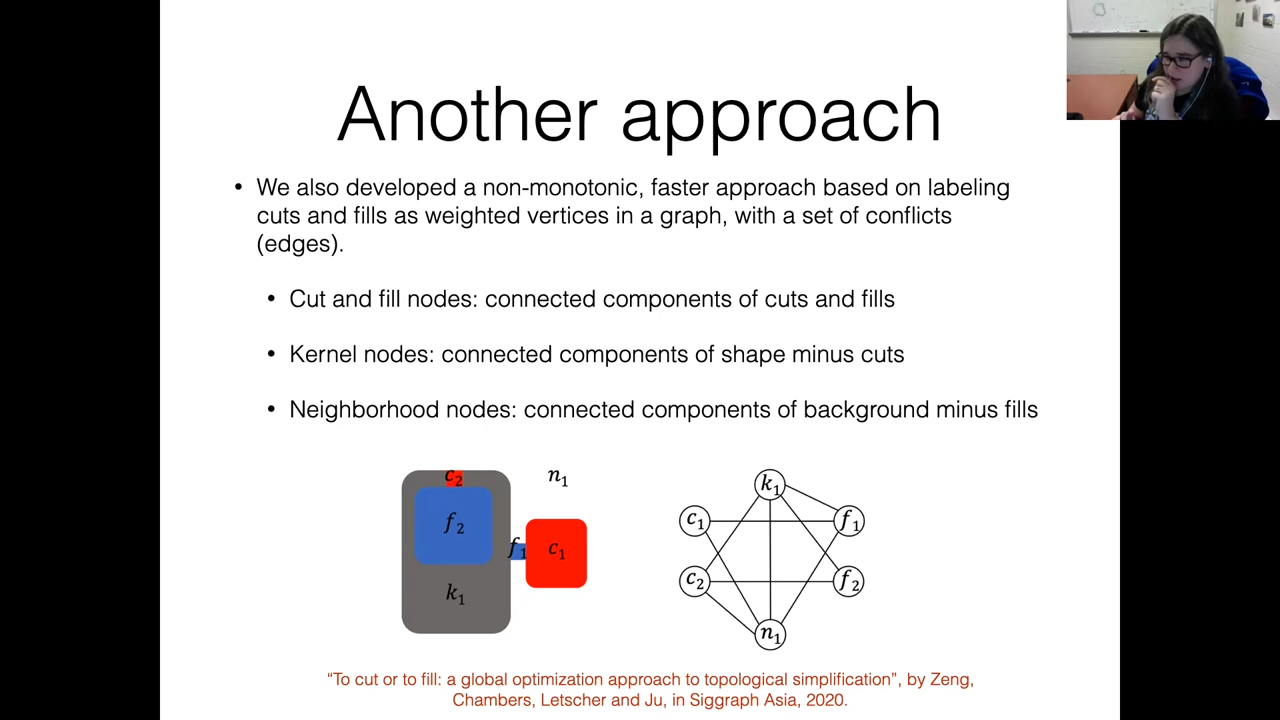 Another approach
• We also developed a non-monotonic, faster approach based on labeling
cuts and fills as weighted vertices in a graph, with a set of conflicts
(edges).
• Cut and fill nodes: connected components of cuts and fills
• Kernel nodes: connected components of shape minus cuts
• Neighborhood nodes: connected components of background minus fills
c₂
n₁
f₂
f₁
c₁
k₁
k₁
c₁
f₁
c₂
f₂
n₁
“To cut or to fill: a global optimization approach to topological simplification”, by Zeng,
Chambers, Letscher and Ju, in Siggraph Asia, 2020.